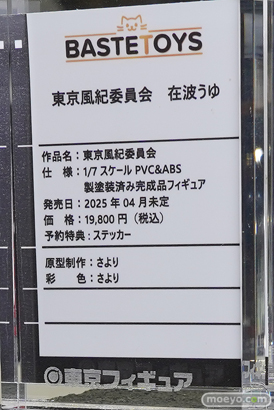 BASTETOYS
東京風紀委員会　在波うゆ
作品名：東京風紀委員会
仕　様：1/7 スケール PVC&ABS
製塗装済み完成品フィギュア
発売日：2025 年 04 月未定
価　格：19,800 円（税込）
予約特典：ステッカー
原型制作：さより
彩　　色：さより
東京フィギュア
moeyo.com